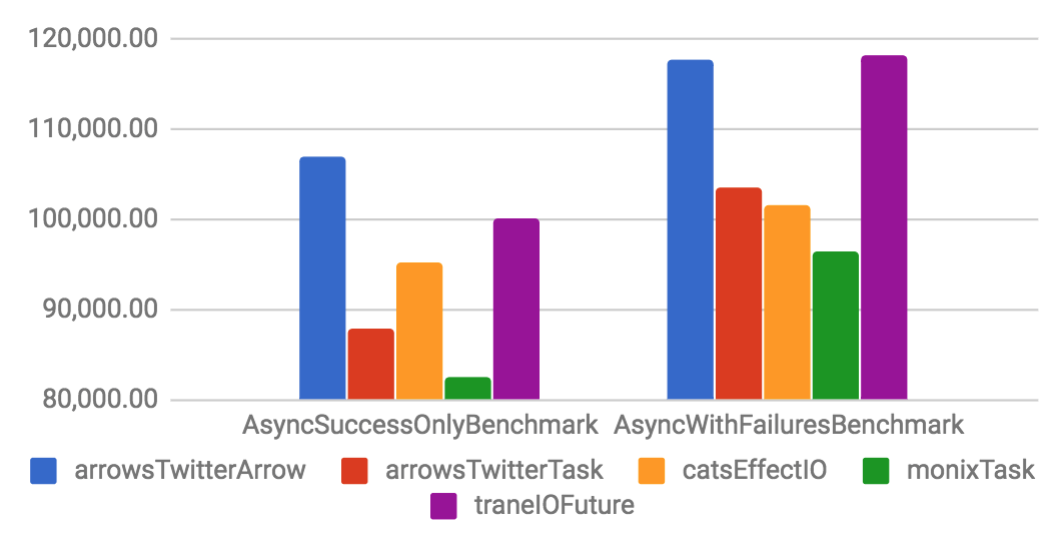 120,000.00
110,000.00
100,000.00
90,000.00
80,000.00
AsyncSuccessOnlyBenchmark AsyncWithFailuresBenchmark
arrowsTwitterArrow arrowsTwitterTask catsEffectIO monixTask
traneIOFuture